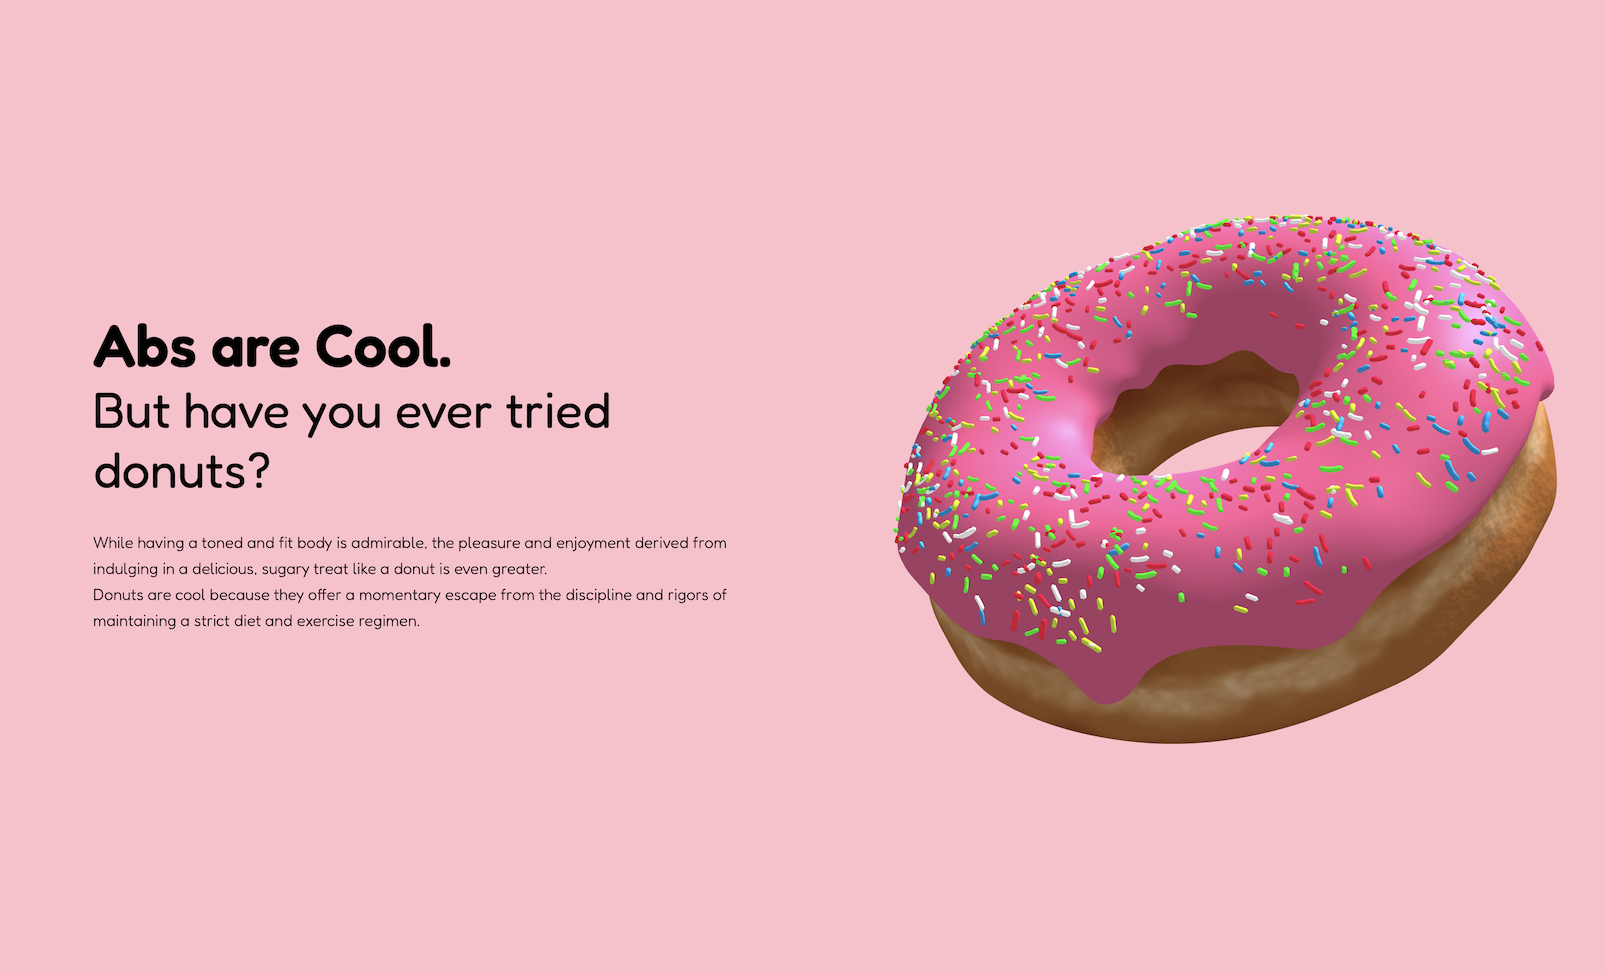 Abs are Cool.
But have you ever tried
donuts?
While having a toned and fit body is admirable, the pleasure and enjoyment derived from
indulging in a delicious, sugary treat like a donut is even greater.
Donuts are cool because they offer a momentary escape from the discipline and rigors of
maintaining a strict diet and exercise regimen.